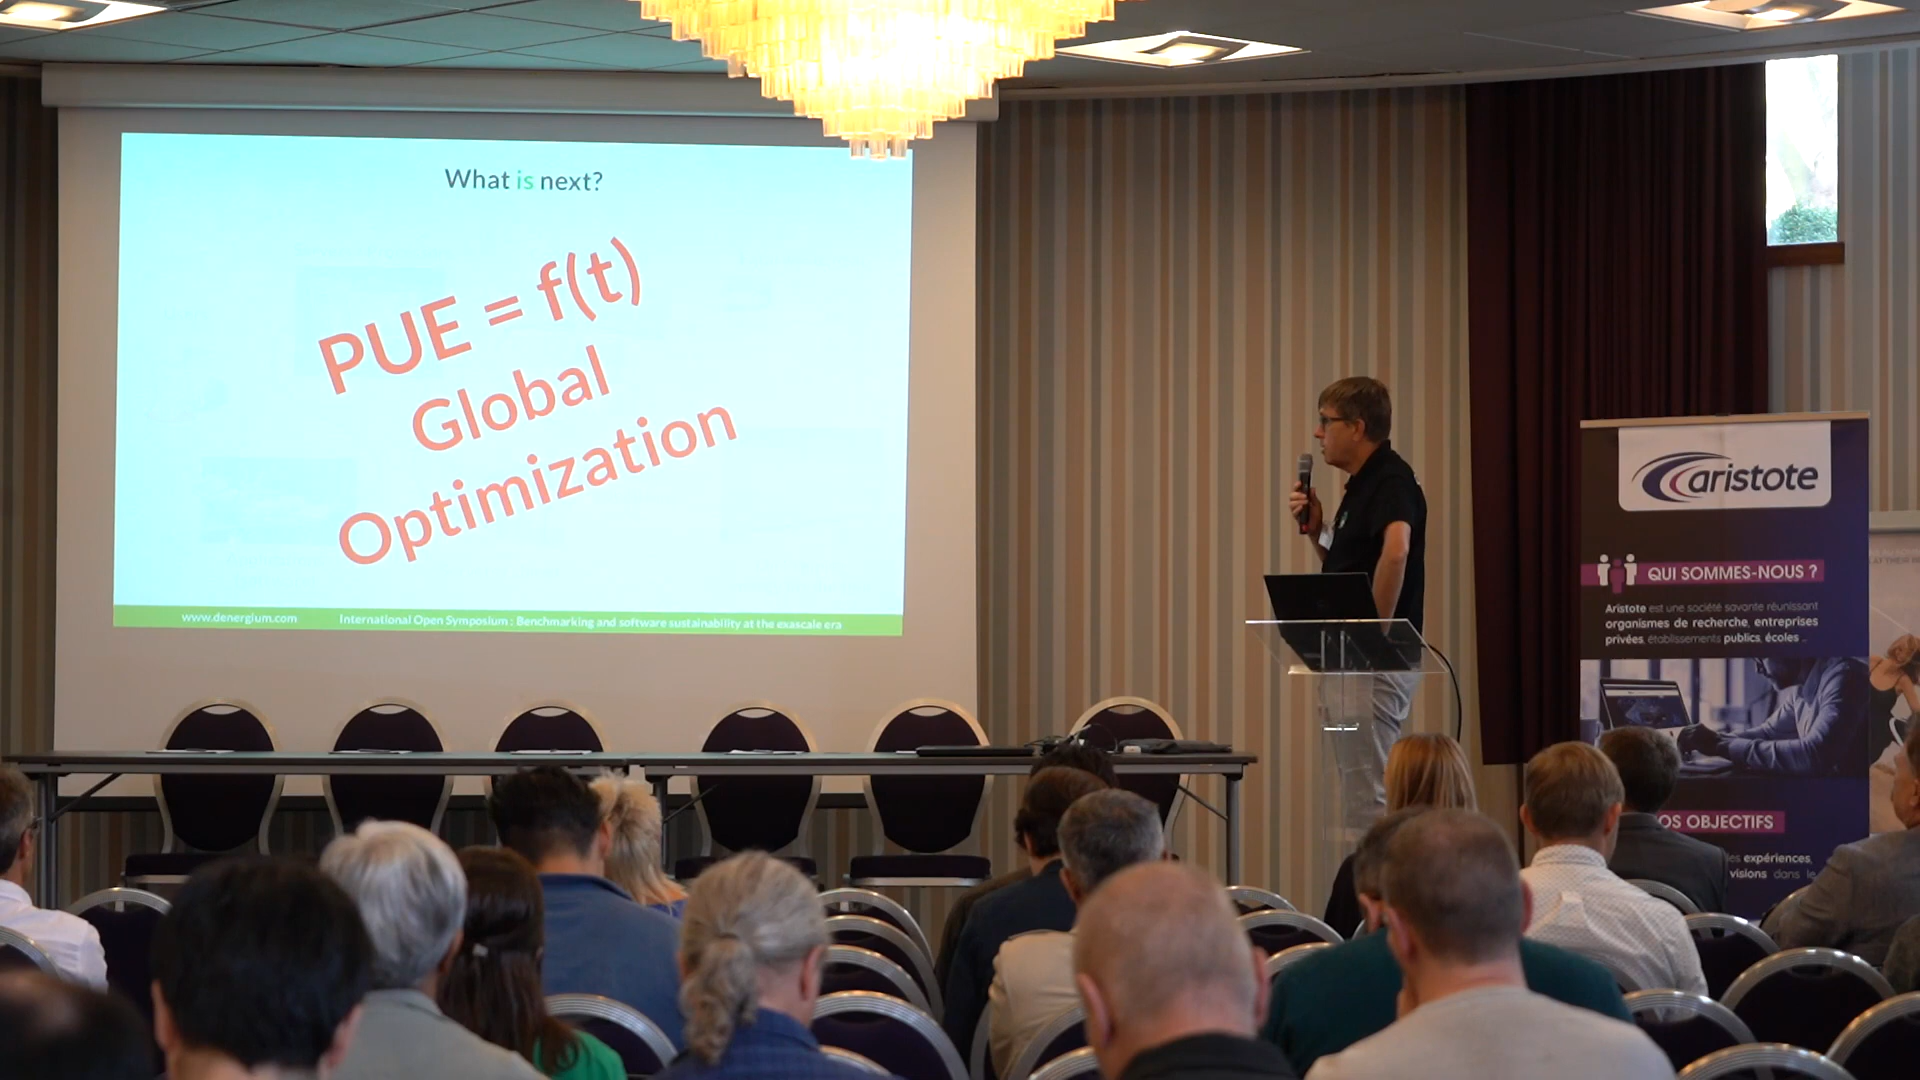 What is next?
PUE = f(t)
Global
Optimization
www.denergium.com
International Open Symposium : Benchmarking and software sustainability at the exascale era
aristote
QUI SOMMES-NOUS ?
Aristote est une société savante réunissant
organismes de recherche, entreprises
privées, établissements publics, écoles ...
OS OBJECTIFS
les expériences,
visions dans le